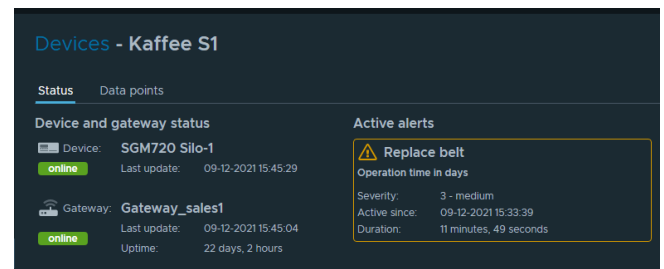 Devices - Kaffee S1
Status Data points
Device and gateway status
Device: SGM720 Silo-1
online Last update: 09-12-2021 15:45:29
Gateway: Gateway_sales1
Last update: 09-12-2021 15:45:04
online
Uptime: 22 days, 2 hours
Active alerts
Replace belt
Operation time in days
Severity: 3 - medium
Active since: 09-12-2021 15:33:39
Duration: 11 minutes, 49 seconds